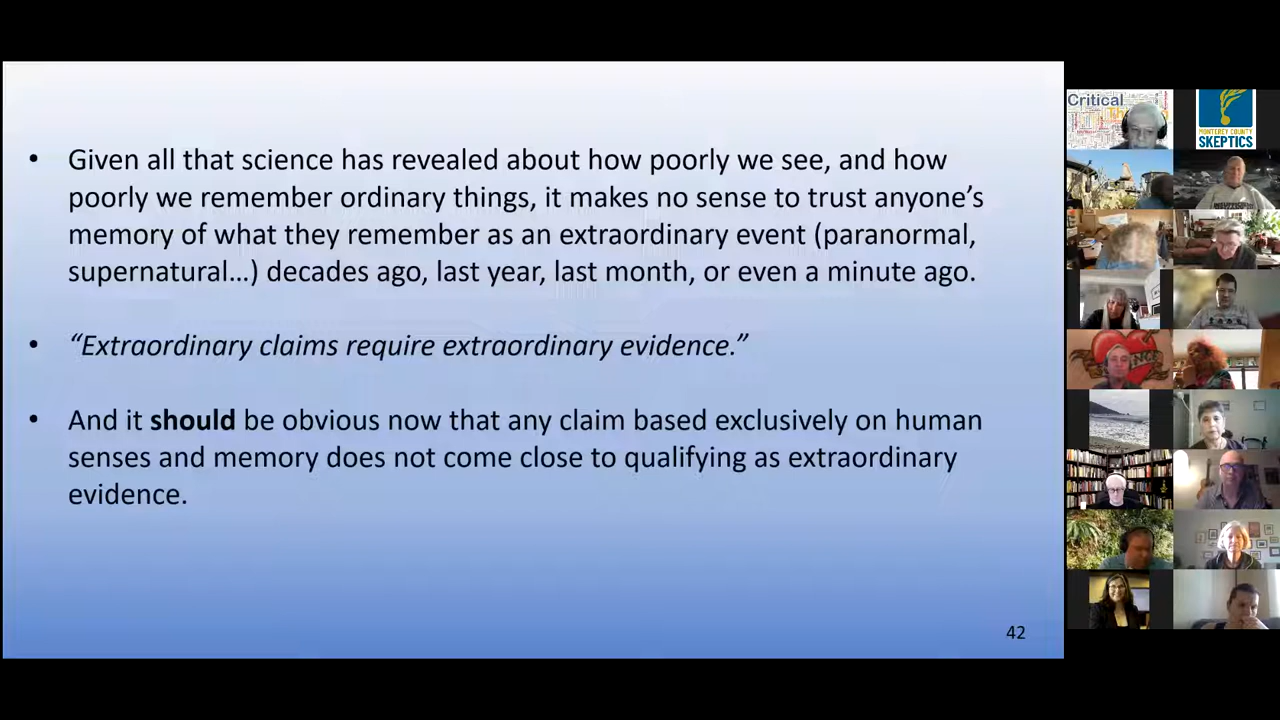 • Given all that science has revealed about how poorly we see, and how
poorly we remember ordinary things, it makes no sense to trust anyone’s
memory of what they remember as an extraordinary event (paranormal,
supernatural…) decades ago, last year, last month, or even a minute ago.
• “Extraordinary claims require extraordinary evidence.”
• And it should be obvious now that any claim based exclusively on human
senses and memory does not come close to qualifying as extraordinary
evidence.
42
Critical
MONTEREY COUNTY
SKEPTICS